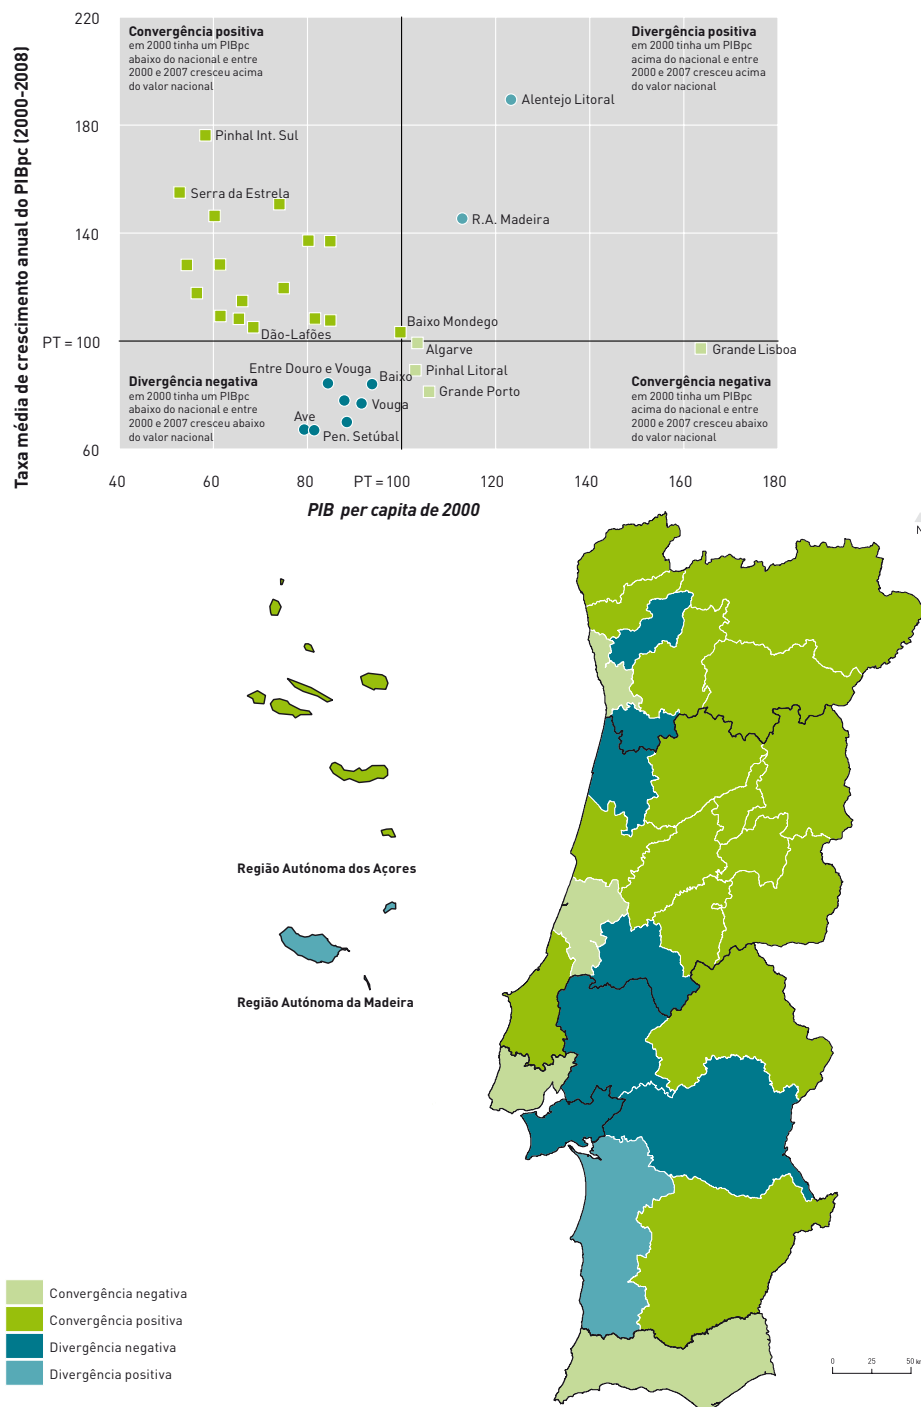 220
Taxa média de crescimento anual do PIBpc (2000-2008)
Convergência positiva
em 2000 tinha um PIBpc
abaixo do nacional e entre
2000 e 2007 cresceu acima
do valor nacional
Divergência positiva
em 2000 tinha um PIBpc
acima do nacional e entre
2000 e 2007 cresceu acima
do valor nacional
Alentejo Litoral
180
Pinhal Int. Sul
Serra da Estrela
R.A. Madeira
140
Baixo Mondego
Dão-Lafões
PT = 100
Algarve
Grande Lisboa
Entre Douro e Vouga
Pinhal Litoral
Baixo
Vouga
Grande Porto
Divergência negativa
em 2000 tinha um PIBpc
abaixo do nacional e entre
2000 e 2007 cresceu abaixo
do valor nacional
Convergência negativa
em 2000 tinha um PIBpc
acima do nacional e entre
2000 e 2007 cresceu abaixo
do valor nacional
Ave
Pen. Setúbal
60
40
60
80
PT = 100
120
140
160
180
PIB per capita de 2000
N
Região Autónoma dos Açores
Região Autónoma da Madeira
Convergência negativa
Convergência positiva
Divergência negativa
Divergência positiva
0 25 50